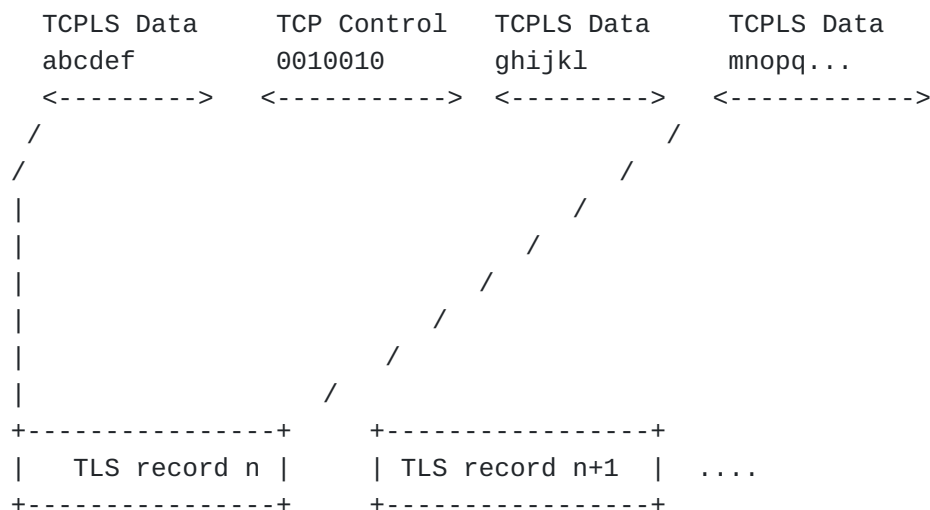 TCPLS Data       TCP Control   TCPLS Data     TCPLS Data
abcdef         0010010       ghijkl         mnopq...
TLS record n     TLS record n+1     ....